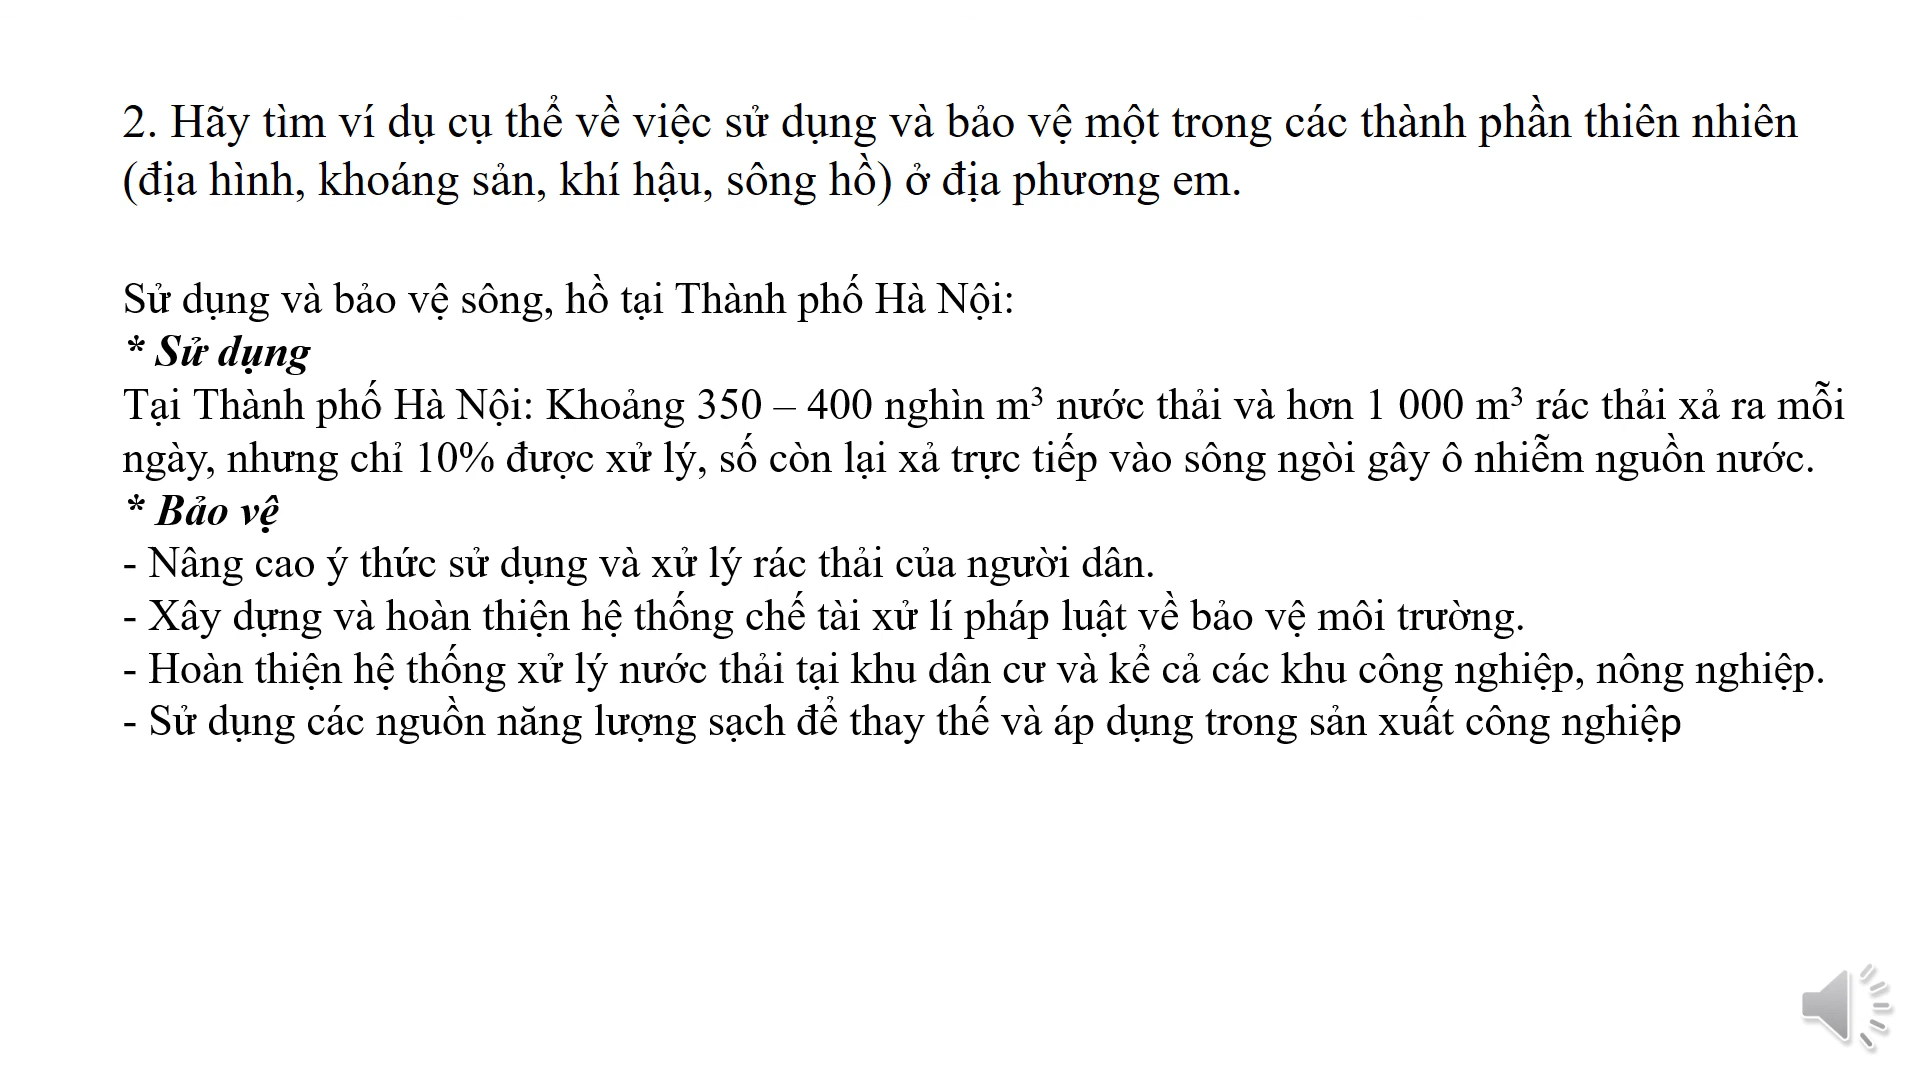 2. Hãy tìm ví dụ cụ thể về việc sử dụng và bảo vệ một trong các thành phần thiên nhiên
(địa hình, khoáng sản, khí hậu, sông hồ) ở địa phương em.
Sử dụng và bảo vệ sông, hồ tại Thành phố Hà Nội:
* Sử dụng
Tại Thành phố Hà Nội: Khoảng 350 – 400 nghìn m³ nước thải và hơn 1 000 m³ rác thải xả ra mỗi
ngày, nhưng chỉ 10% được xử lý, số còn lại xả trực tiếp vào sông ngòi gây ô nhiễm nguồn nước.
* Bảo vệ
- Nâng cao ý thức sử dụng và xử lý rác thải của người dân.
- Xây dựng và hoàn thiện hệ thống chế tài xử lí pháp luật về bảo vệ môi trường.
- Hoàn thiện hệ thống xử lý nước thải tại khu dân cư và kể cả các khu công nghiệp, nông nghiệp.
- Sử dụng các nguồn năng lượng sạch để thay thế và áp dụng trong sản xuất công nghiệp